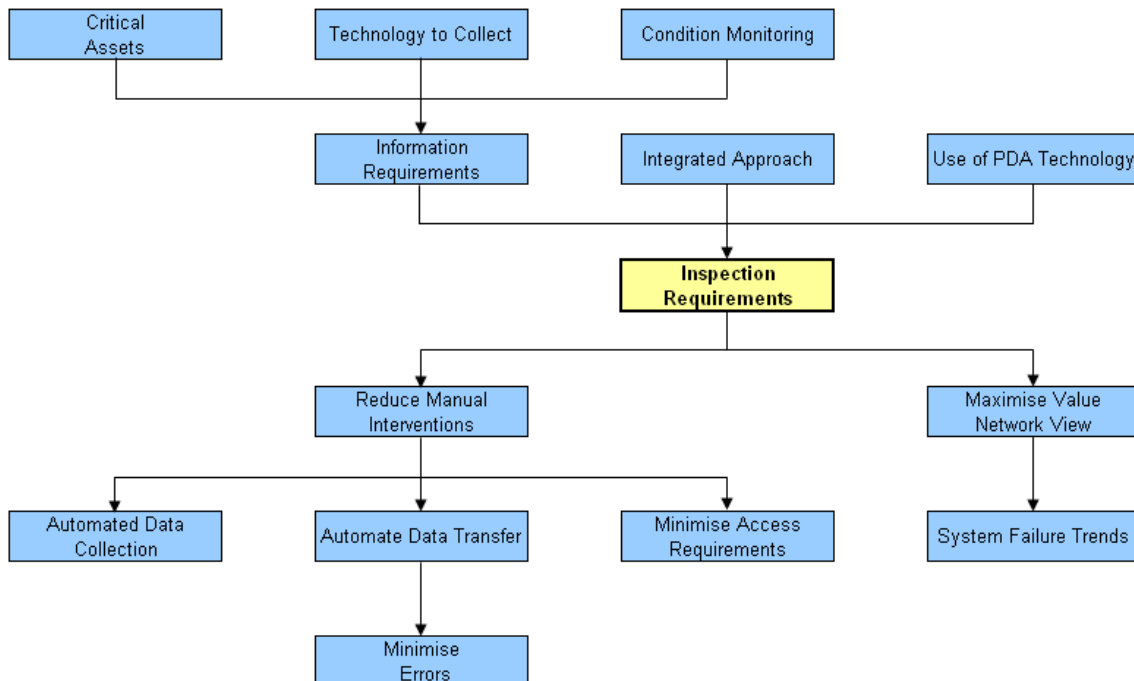 Critical
Assets
Technology to Collect
Condition Monitoring
Information
Requirements
Integrated Approach
Use of PDA Technology
Inspection
Requirements
Reduce Manual
Interventions
Maximise Value
Network View
Automated Data
Collection
Automate Data Transfer
Minimise Access
Requirements
System Failure Trends
Minimise
Errors